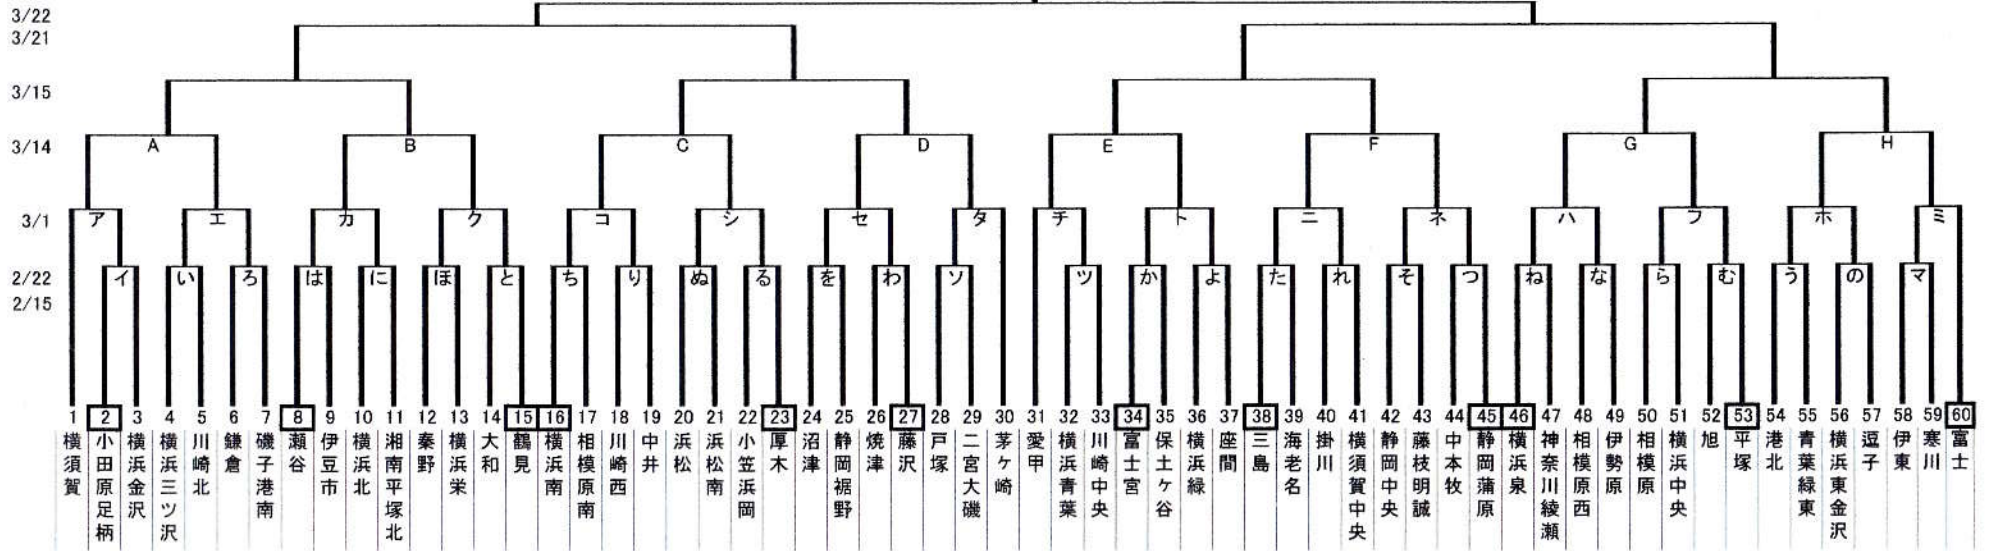 3/22
3/21
3/15
3/14
A B C D E F G H
3/1
ア エ カ ク コ シ セ タ チ ト ニ ネ ハ フ ホ ミ
2/22
イ い ろ は に ほ と ち り ぬ る を わ ソ ツ か よ た れ そ つ ね な ら む う の マ
2/15
1 2 3 4 5 6 7 8 9 10 11 12 13 14 15 16 17 18 19 20 21 22 23 24 25 26 27 28 29 30 31 32 33 34 35 36 37 38 39 40 41 42 43 44 45 46 47 48 49 50 51 52 53 54 55 56 57 58 59 60
横須賀
小田原足柄
横浜金沢
横浜三ツ沢
川崎北
鎌倉
磯子港南
瀬谷
伊豆市
横浜北
湘南平塚北
秦野
横浜栄
大和
鶴見
横浜南
相模原南
川崎西
中井
浜松
浜松南
小笠浜岡
厚木
沼津
静岡裾野
焼津
藤沢
戸塚
二宮大磯
茅ヶ崎
愛甲
横浜青葉
川崎中央
富士宮
保土ヶ谷
横浜緑
座間
三島
海老名
掛川
横須賀中央
静岡中央
藤枝明誠
中本牧
静岡蒲原
横浜泉
神奈川綾瀬
相模原西
伊勢原
相模原
横浜中央
旭
平塚
港北
青葉緑東
横浜東金沢
逗子
伊東
寒川
富士